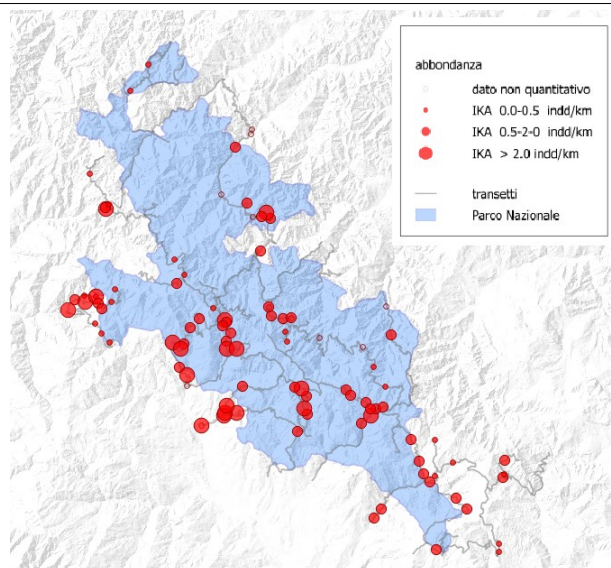 abbondanza
dato non quantitativo
IKA 0.0-0.5 indd/km
IKA 0.5-2-0 indd/km
IKA > 2.0 indd/km
transetti
Parco Nazionale